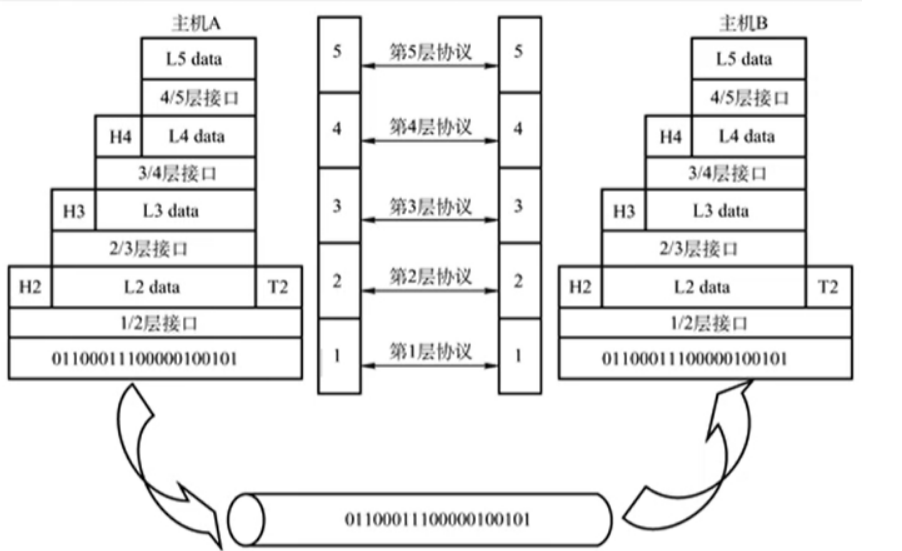 主机A
主机B
L5 data
5
第5层协议
5
L5 data
4/5层接口
4/5层接口
H4
L4 data
4
第4层协议
4
H4
L4 data
3/4层接口
3/4层接口
H3
L3 data
3
第3层协议
3
H3
L3 data
2/3层接口
2/3层接口
H2
L2 data
T2
2
第2层协议
2
H2
L2 data
T2
1/2层接口
1/2层接口
011000111000000100101
1
第1层协议
1
011000111000000100101
01100011100000100101